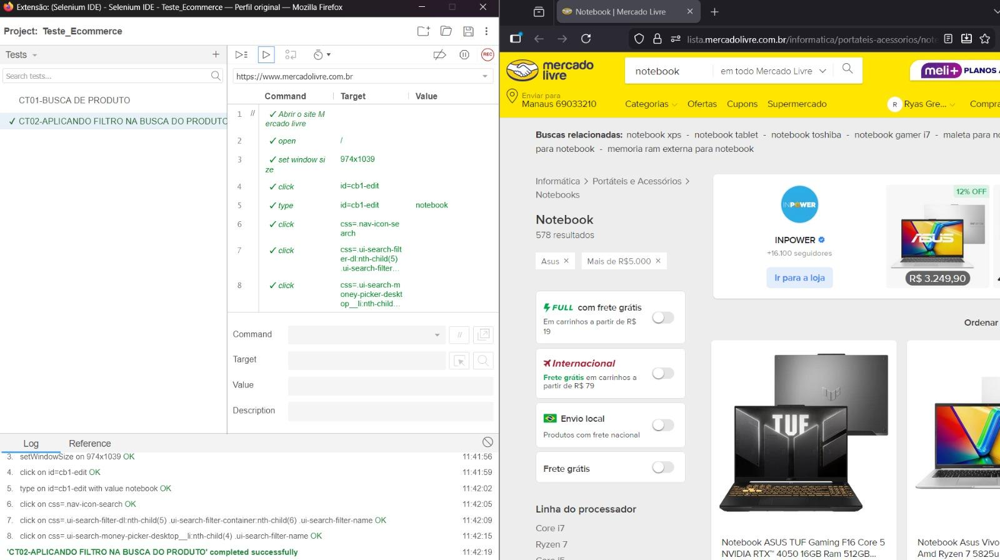 Extensão: (Selenium IDE) - Selenium IDE - Teste_Ecommerce — Perfil original — Mozilla Firefox
Project: Teste_Ecommerce
Tests
Search tests...
CT01-BUSCA DE PRODUTO
✓ CT02-APLICANDO FILTRO NA BUSCA DO PRODUTO
REC
https://www.mercadolivre.com.br
Command Target Value
1 // ✓ Abrir o site M
ercado livre
2 ✓ open /
3 ✓ set window si 974x1039
ze
4 ✓ click id=cb1-edit
5 ✓ type id=cb1-edit notebook
6 ✓ click css=.nav-icon-se
arch
7 ✓ click css=.ui-search-filt
er-dl:nth-child(5)
.ui-search-filter...
8 ✓ click css=.ui-search-m
oney-picker-deskt
op__li:nth-child...
Command //
Target
Value
Description
Log Reference
3. setWindowSize on 974x1039 OK 11:41:56
4. click on id=cb1-edit OK 11:41:59
5. type on id=cb1-edit with value notebook OK 11:42:02
6. click on css=.nav-icon-search OK 11:42:05
7. click on css=.ui-search-filter-dl:nth-child(5) .ui-search-filter-container:nth-child(6) .ui-search-filter-name OK 11:42:09
8. click on css=.ui-search-money-picker-desktop__li:nth-child(4) .ui-search-filter-name OK 11:42:15
'CT02-APLICANDO FILTRO NA BUSCA DO PRODUTO' completed successfully 11:42:19
Notebook | Mercado Livre
lista.mercadolivre.com.br/informatica/portateis-acessorios/note
mercado
livre
notebook em todo Mercado Livre
meli+ PLANOS A
Enviar para
Manaus 69033210
Categorias Ofertas Cupons Supermercado
R Ryas Gre... Compra
Buscas relacionadas: notebook xps - notebook tablet - notebook toshiba - notebook gamer i7 - maleta para no
para notebook - memoria ram externa para notebook
Informática > Portáteis e Acessórios >
Notebooks
Notebook
578 resultados
Asus × Mais de R$5.000 ×
FULL com frete grátis
Em carrinhos a partir de R$
19
Internacional
Frete grátis em carrinhos a
partir de R$ 79
Envio local
Produtos com frete nacional
Frete grátis
Linha do processador
Core i7
Ryzen 7
Core i5
INPOWER
INPOWER
+16.100 seguidores
Ir para a loja
12% OFF
ASUS
R$ 3.249,90
Ordenar
TUF
Notebook ASUS TUF Gaming F16 Core 5
NVIDIA RTX™ 4050 16GB Ram 512GB...
Notebook Asus Vivo
Amd Ryzen 7 5825u